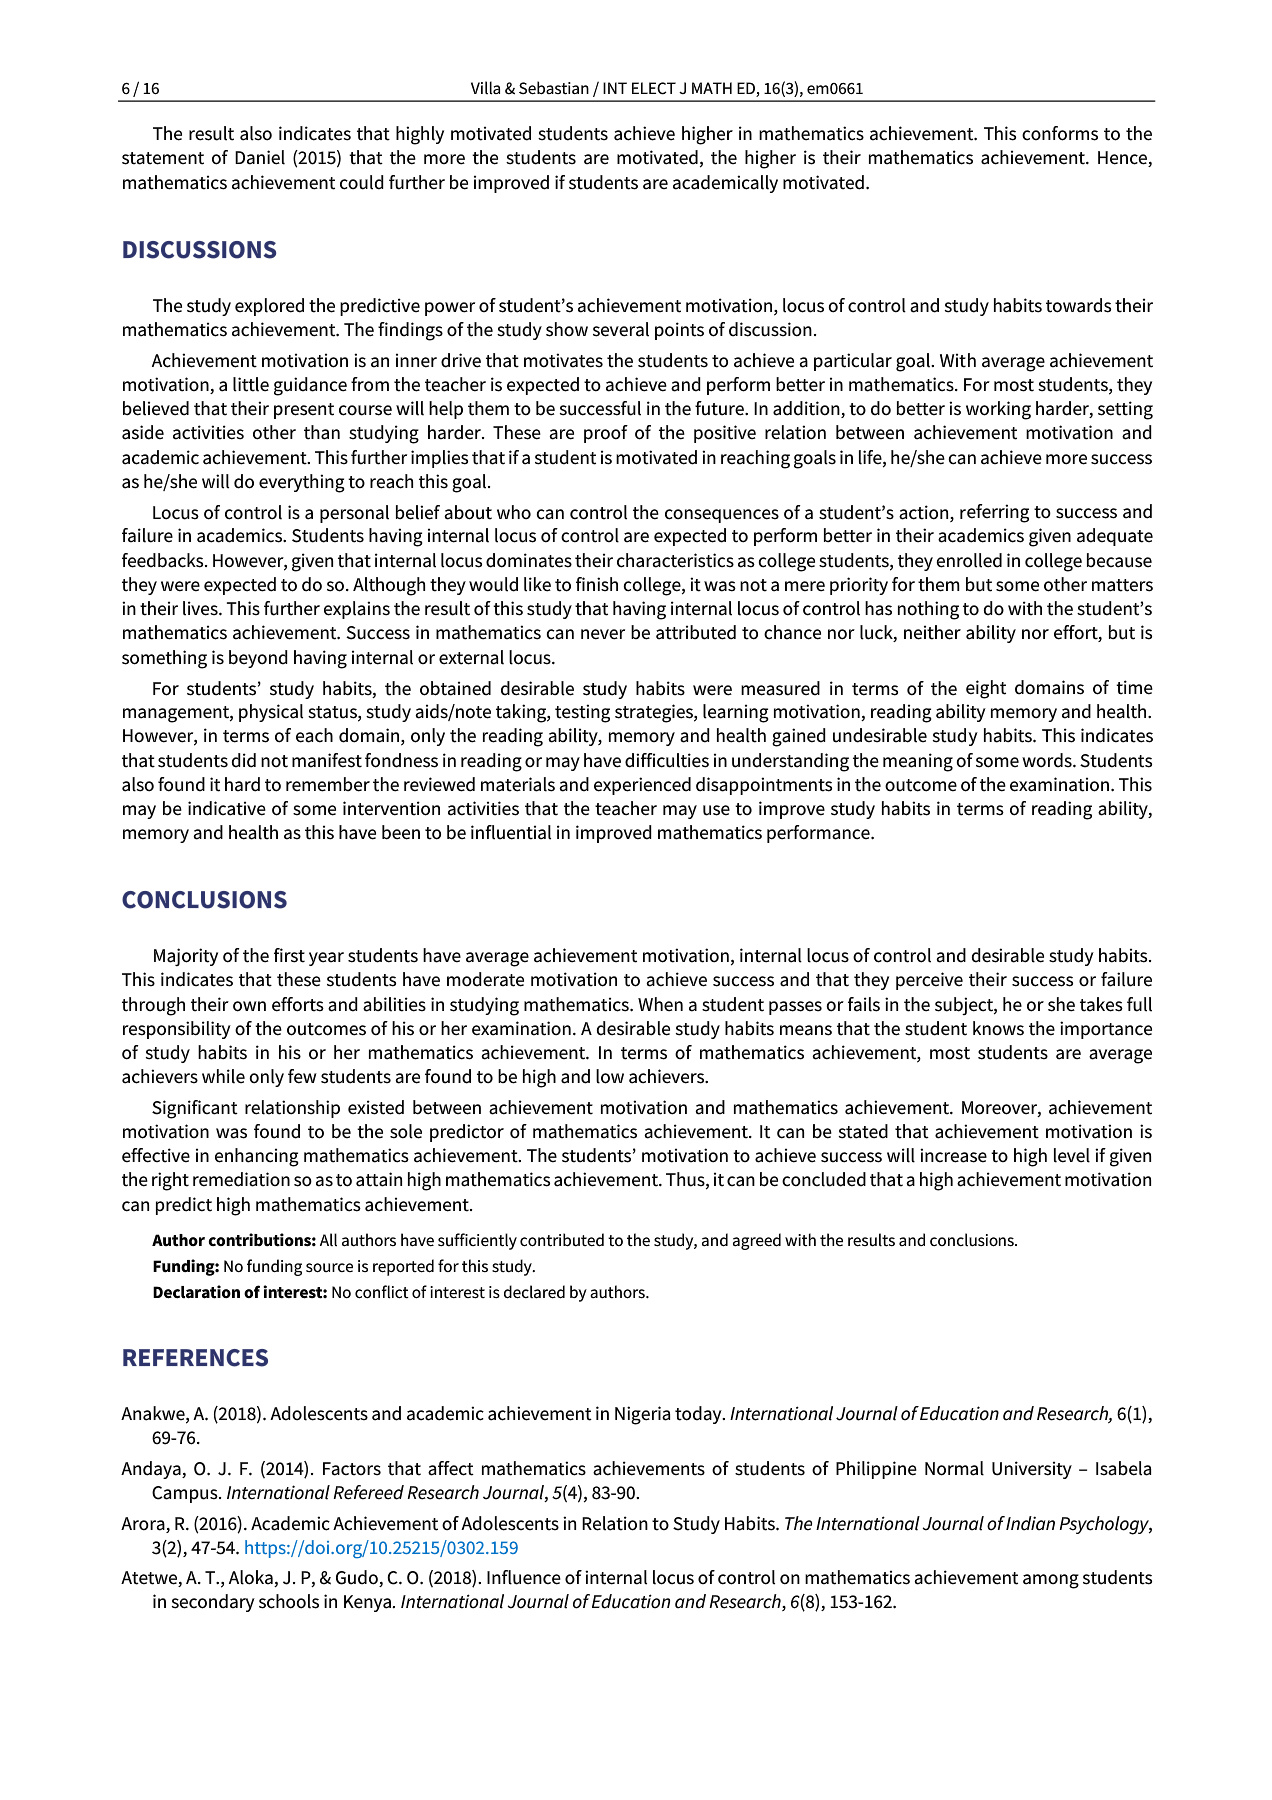 6 / 16
Villa & Sebastian / INT ELECT J MATH ED, 16(3), em0661
The result also indicates that highly motivated students achieve higher in mathematics achievement. This conforms to the
statement of Daniel (2015) that the more the students are motivated, the higher is their mathematics achievement. Hence,
mathematics achievement could further be improved if students are academically motivated.
DISCUSSIONS
The study explored the predictive power of student’s achievement motivation, locus of control and study habits towards their
mathematics achievement. The findings of the study show several points of discussion.
Achievement motivation is an inner drive that motivates the students to achieve a particular goal. With average achievement
motivation, a little guidance from the teacher is expected to achieve and perform better in mathematics. For most students, they
believed that their present course will help them to be successful in the future. In addition, to do better is working harder, setting
aside activities other than studying harder. These are proof of the positive relation between achievement motivation and
academic achievement. This further implies that if a student is motivated in reaching goals in life, he/she can achieve more success
as he/she will do everything to reach this goal.
Locus of control is a personal belief about who can control the consequences of a student’s action, referring to success and
failure in academics. Students having internal locus of control are expected to perform better in their academics given adequate
feedbacks. However, given that internal locus dominates their characteristics as college students, they enrolled in college because
they were expected to do so. Although they would like to finish college, it was not a mere priority for them but some other matters
in their lives. This further explains the result of this study that having internal locus of control has nothing to do with the student’s
mathematics achievement. Success in mathematics can never be attributed to chance nor luck, neither ability nor effort, but is
something is beyond having internal or external locus.
For students’ study habits, the obtained desirable study habits were measured in terms of the eight domains of time
management, physical status, study aids/note taking, testing strategies, learning motivation, reading ability memory and health.
However, in terms of each domain, only the reading ability, memory and health gained undesirable study habits. This indicates
that students did not manifest fondness in reading or may have difficulties in understanding the meaning of some words. Students
also found it hard to remember the reviewed materials and experienced disappointments in the outcome of the examination. This
may be indicative of some intervention activities that the teacher may use to improve study habits in terms of reading ability,
memory and health as this have been to be influential in improved mathematics performance.
CONCLUSIONS
Majority of the first year students have average achievement motivation, internal locus of control and desirable study habits.
This indicates that these students have moderate motivation to achieve success and that they perceive their success or failure
through their own efforts and abilities in studying mathematics. When a student passes or fails in the subject, he or she takes full
responsibility of the outcomes of his or her examination. A desirable study habits means that the student knows the importance
of study habits in his or her mathematics achievement. In terms of mathematics achievement, most students are average
achievers while only few students are found to be high and low achievers.
Significant relationship existed between achievement motivation and mathematics achievement. Moreover, achievement
motivation was found to be the sole predictor of mathematics achievement. It can be stated that achievement motivation is
effective in enhancing mathematics achievement. The students’ motivation to achieve success will increase to high level if given
the right remediation so as to attain high mathematics achievement. Thus, it can be concluded that a high achievement motivation
can predict high mathematics achievement.
Author contributions: All authors have sufficiently contributed to the study, and agreed with the results and conclusions.
Funding: No funding source is reported for this study.
Declaration of interest: No conflict of interest is declared by authors.
REFERENCES
Anakwe, A. (2018). Adolescents and academic achievement in Nigeria today. International Journal of Education and Research, 6(1),
69-76.
Andaya, O. J. F. (2014). Factors that affect mathematics achievements of students of Philippine Normal University – Isabela
Campus. International Refereed Research Journal, 5(4), 83-90.
Arora, R. (2016). Academic Achievement of Adolescents in Relation to Study Habits. The International Journal of Indian Psychology,
3(2), 47-54. https://doi.org/10.25215/0302.159
Atetwe, A. T., Aloka, J. P, & Gudo, C. O. (2018). Influence of internal locus of control on mathematics achievement among students
in secondary schools in Kenya. International Journal of Education and Research, 6(8), 153-162.